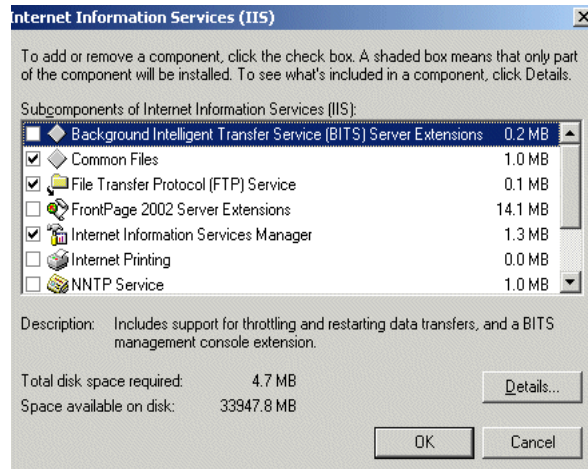 Internet Information Services (IIS)
To add or remove a component, click the check box. A shaded box means that only part
of the component will be installed. To see what's included in a component, click Details.
Subcomponents of Internet Information Services (IIS):
Background Intelligent Transfer Service (BITS) Server Extensions 0.2 MB
Common Files 1.0 MB
File Transfer Protocol (FTP) Service 0.1 MB
FrontPage 2002 Server Extensions 14.1 MB
Internet Information Services Manager 1.3 MB
Internet Printing 0.0 MB
NNTP Service 1.0 MB
Description: Includes support for throttling and restarting data transfers, and a BITS
management console extension.
Total disk space required: 4.7 MB
Space available on disk: 33947.8 MB
Details...
OK Cancel